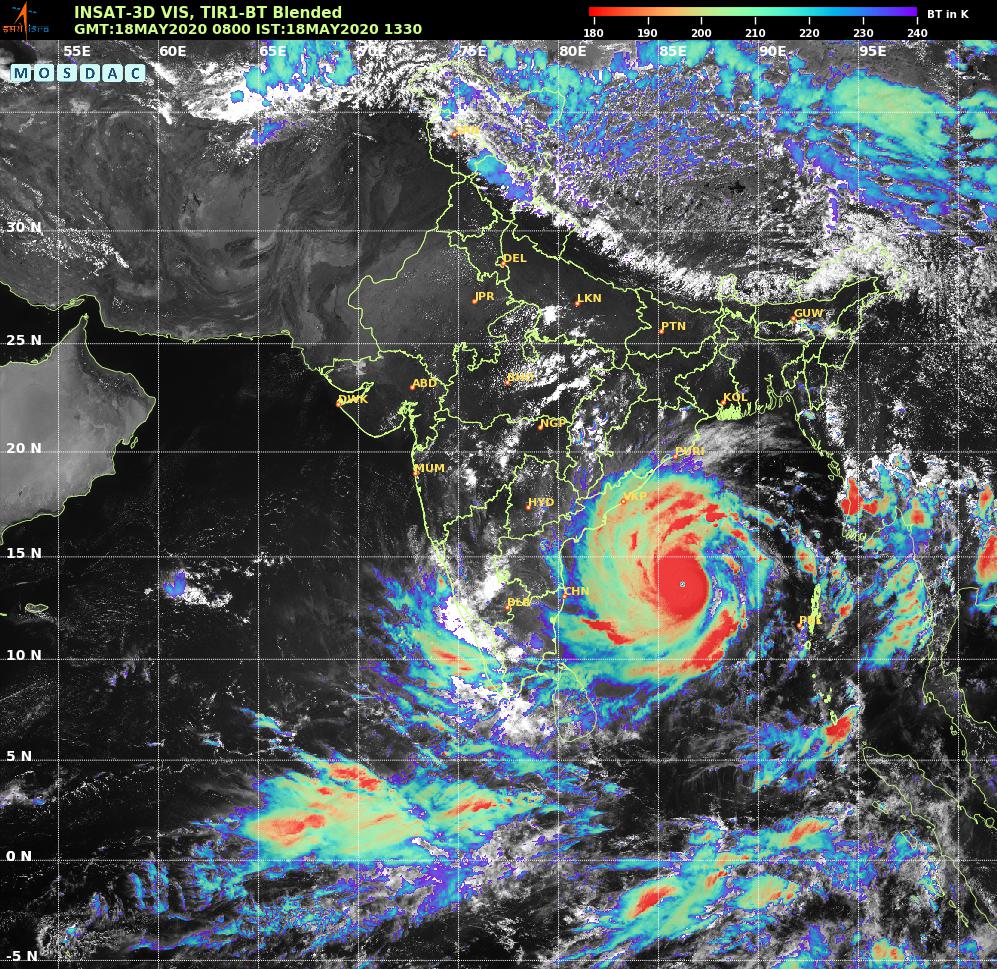 INSAT-3D VIS, TIR1-BT Blended
GMT:18MAY2020 0800 IST:18MAY2020 1330
BT in K
180 190 200 210 220 230 240
55E 60E 65E 70E 75E 80E 85E 90E 95E
MOSDAC
30 N
DEL
JPR
LKN
GUW
PTN
25 N
ABD
DWK
KOL
NGP
20 N
PURI
MUM
VKP
HYD
15 N
CHN
BLR
10 N
5 N
0 N
-5 N